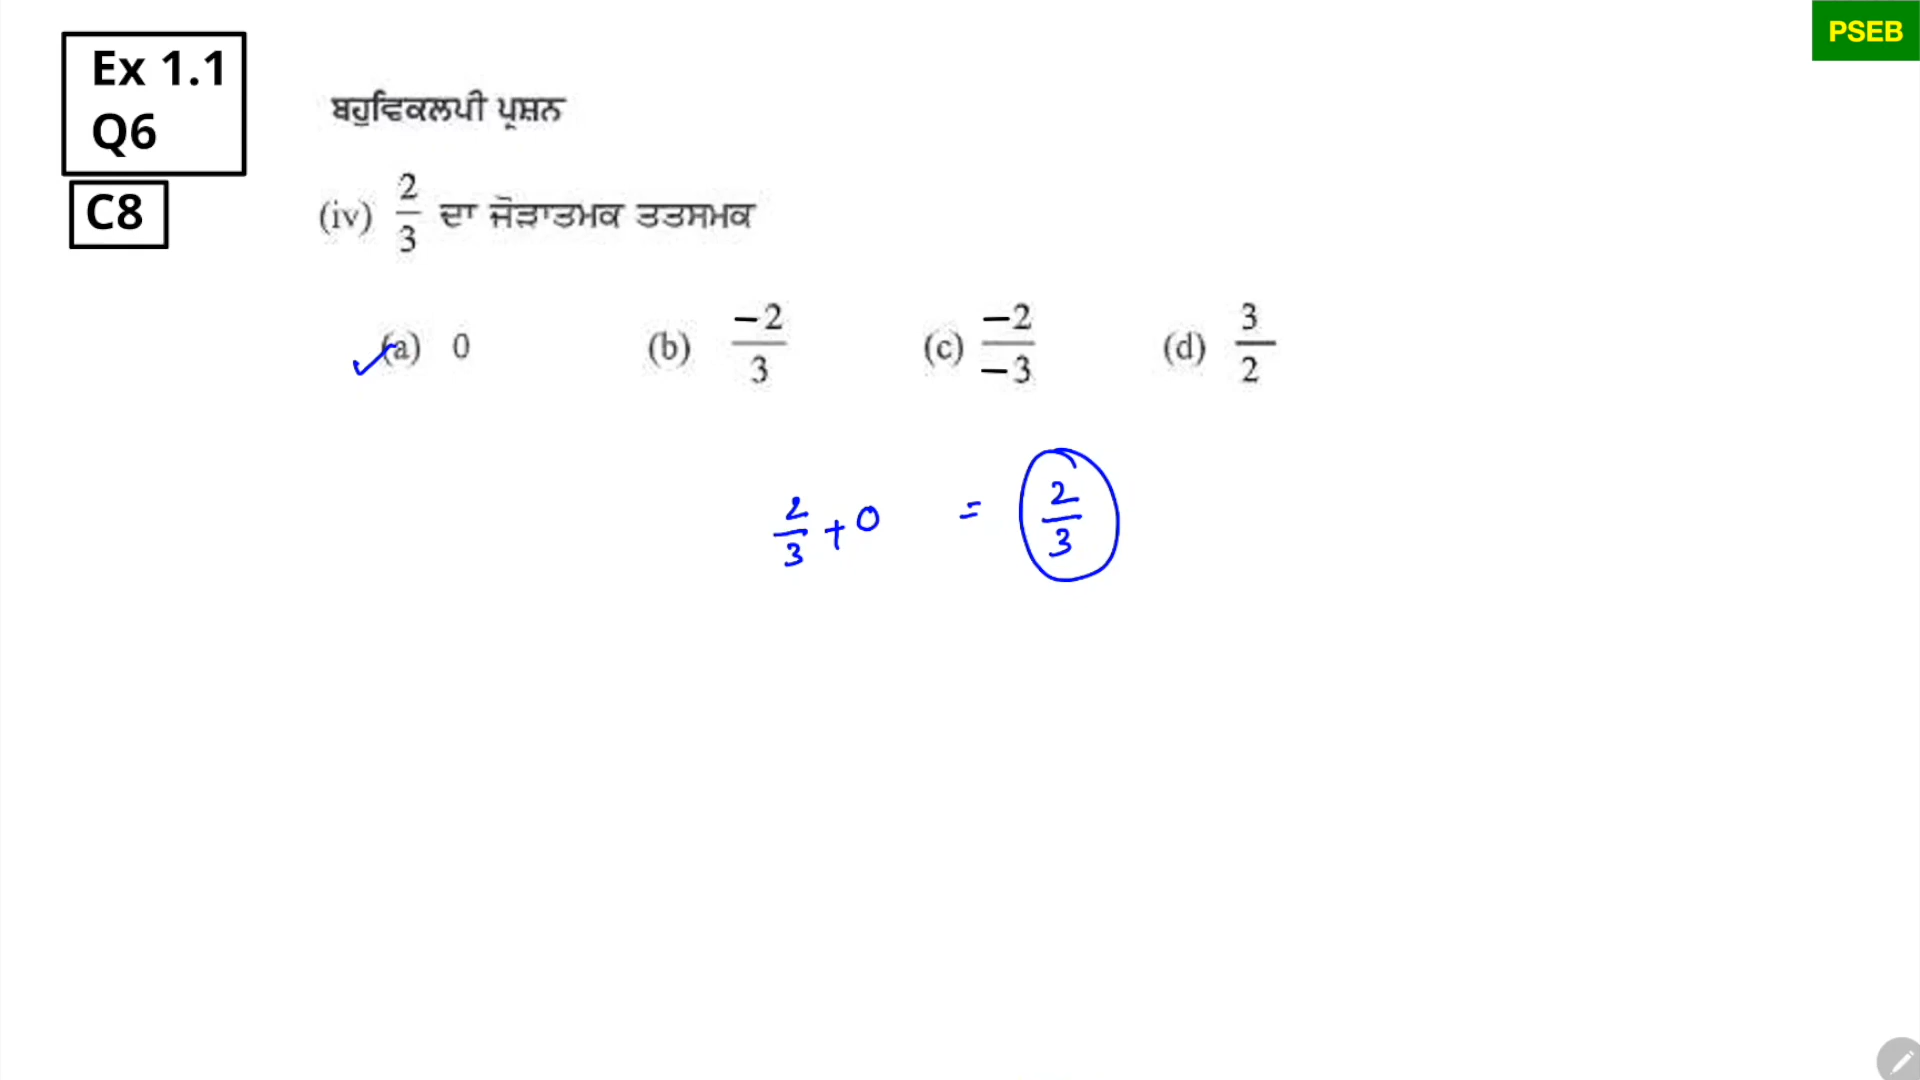 PSEB
Ex 1.1
Q6
C8
ਬਹੁਵਿਕਲਪੀ ਪ੍ਰਸ਼ਨ
(iv) 2/3 ਦਾ ਜੋੜਾਤਮਕ ਤਤਸਮਕ
(a) 0 (b) −2/3 (c) −2/−3 (d) 3/2
2/3 + 0 = 2/3